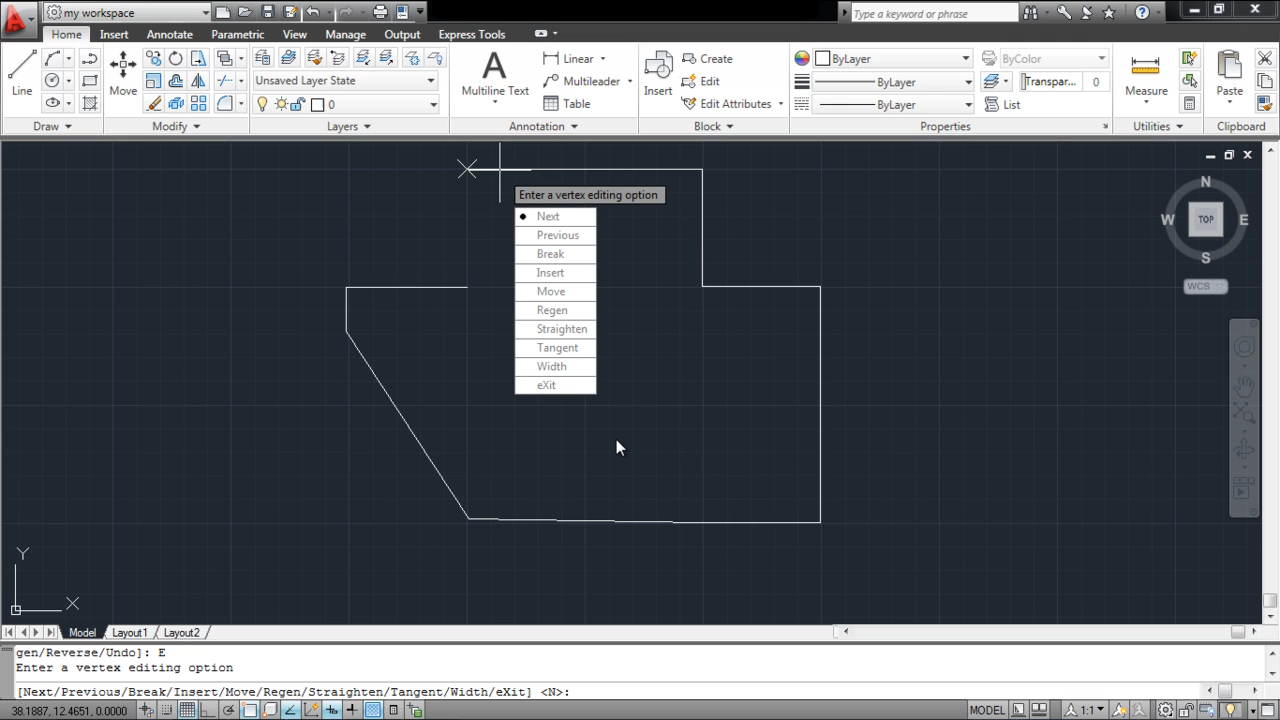 my workspace
Type a keyword or phrase
Home Insert Annotate Parametric View Manage Output Express Tools
Line
Move
Unsaved Layer State
0
Multiline Text
Linear
Multileader
Table
Insert
Create
Edit
Edit Attributes
ByLayer
ByLayer
ByLayer
ByColor
Transpar... 0
List
Measure
Paste
Draw Modify Layers Annotation Block Properties Utilities Clipboard
Enter a vertex editing option
Next
Previous
Break
Insert
Move
Regen
Straighten
Tangent
Width
eXit
N
W TOP E
S
WCS
Y
X
Model Layout1 Layout2
gen/Reverse/Undo]: E
Enter a vertex editing option
[Next/Previous/Break/Insert/Move/Regen/Straighten/Tangent/Width/eXit] <N>:
38.1887, 12.4651, 0.0000 MODEL 1:1